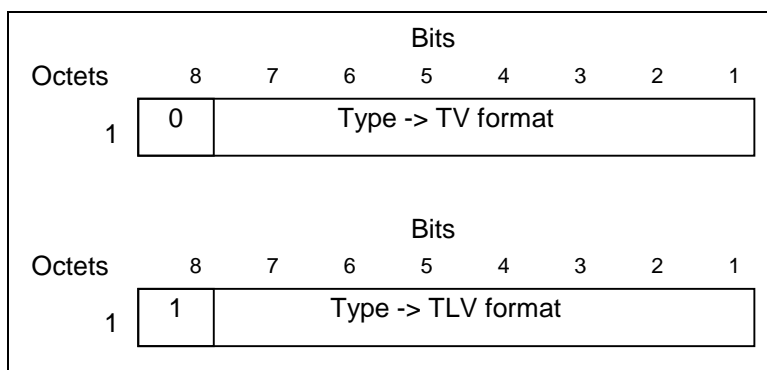 Bits
Octets 8 7 6 5 4 3 2 1
1 0 Type -> TV format
Bits
Octets 8 7 6 5 4 3 2 1
1 1 Type -> TLV format